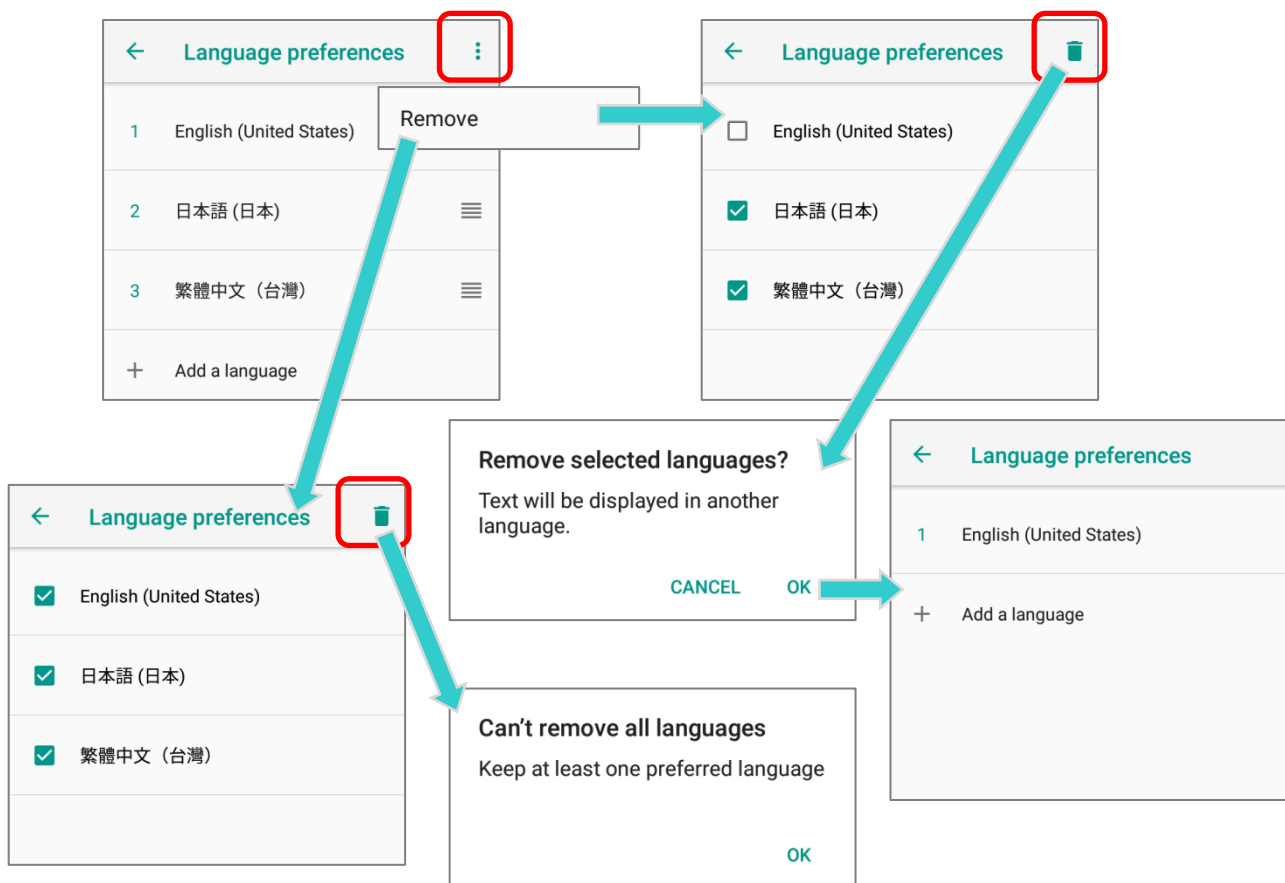 Language preferences
Remove
1 English (United States)
2 日本語 (日本)
3 繁體中文（台灣）
Add a language
Language preferences
English (United States)
日本語 (日本)
繁體中文（台灣）
Language preferences
English (United States)
日本語 (日本)
繁體中文（台灣）
Remove selected languages?
Text will be displayed in another
language.
CANCEL OK
Language preferences
1 English (United States)
Add a language
Can't remove all languages
Keep at least one preferred language
OK